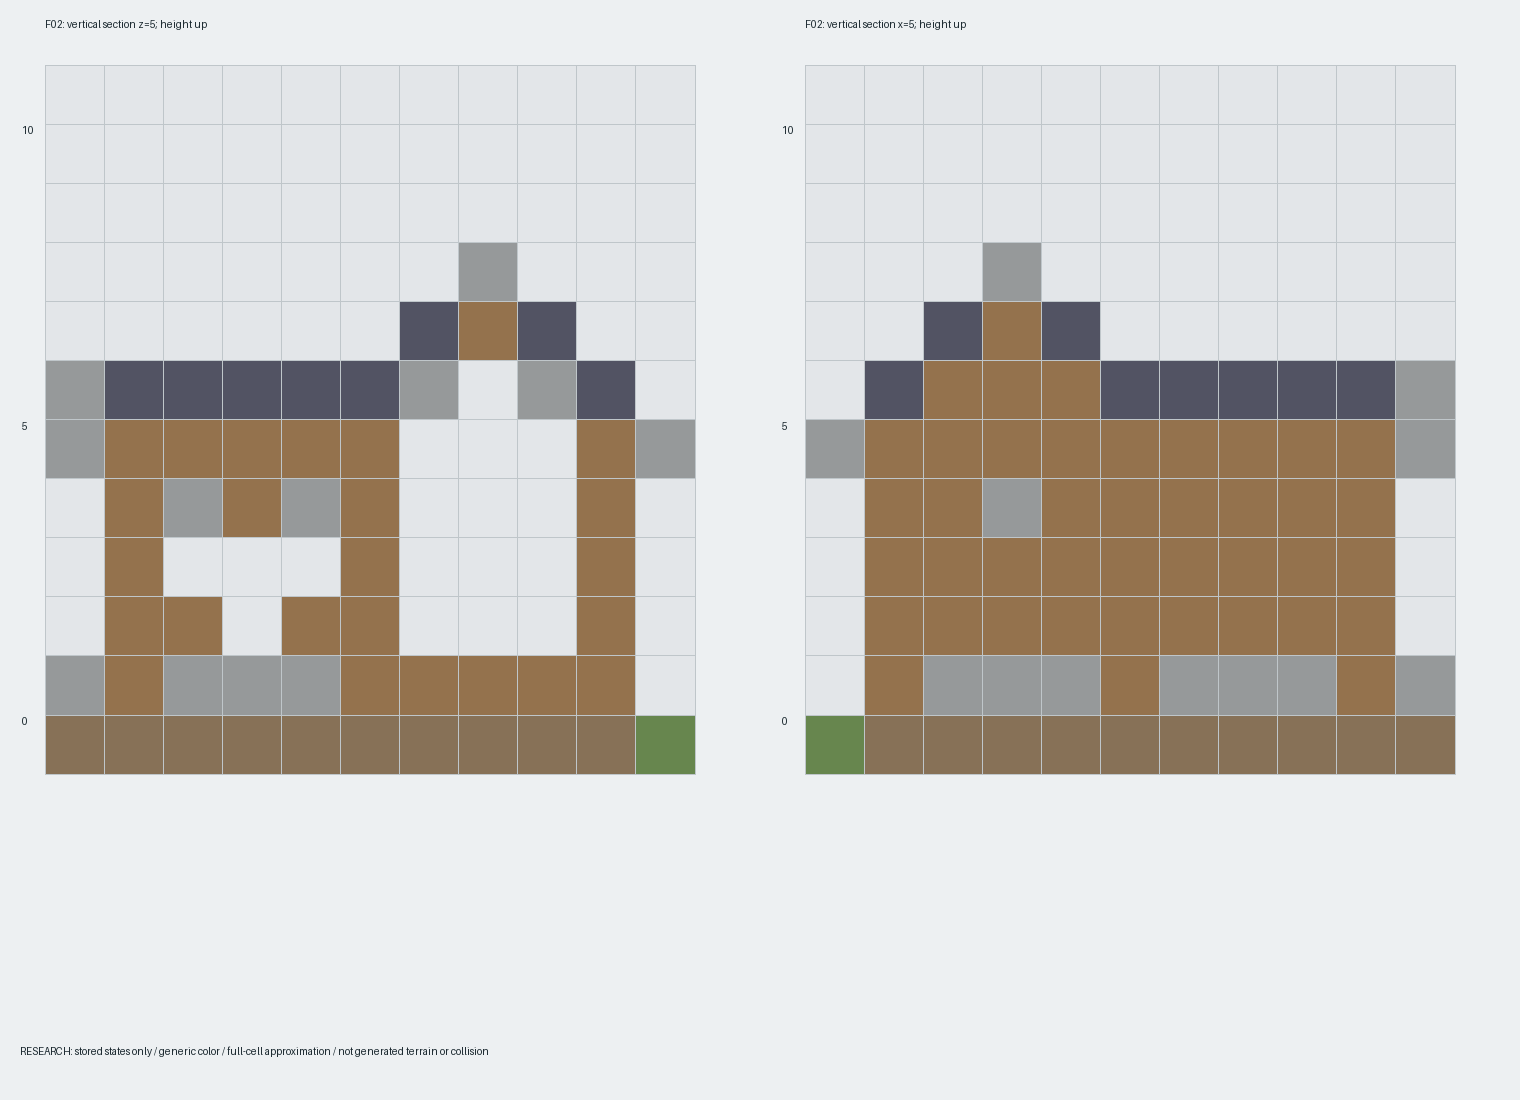 F02: vertical section z=5; height up
F02: vertical section x=5; height up
10
10
5
5
0
0
RESEARCH: stored states only / generic color / full-cell approximation / not generated terrain or collision